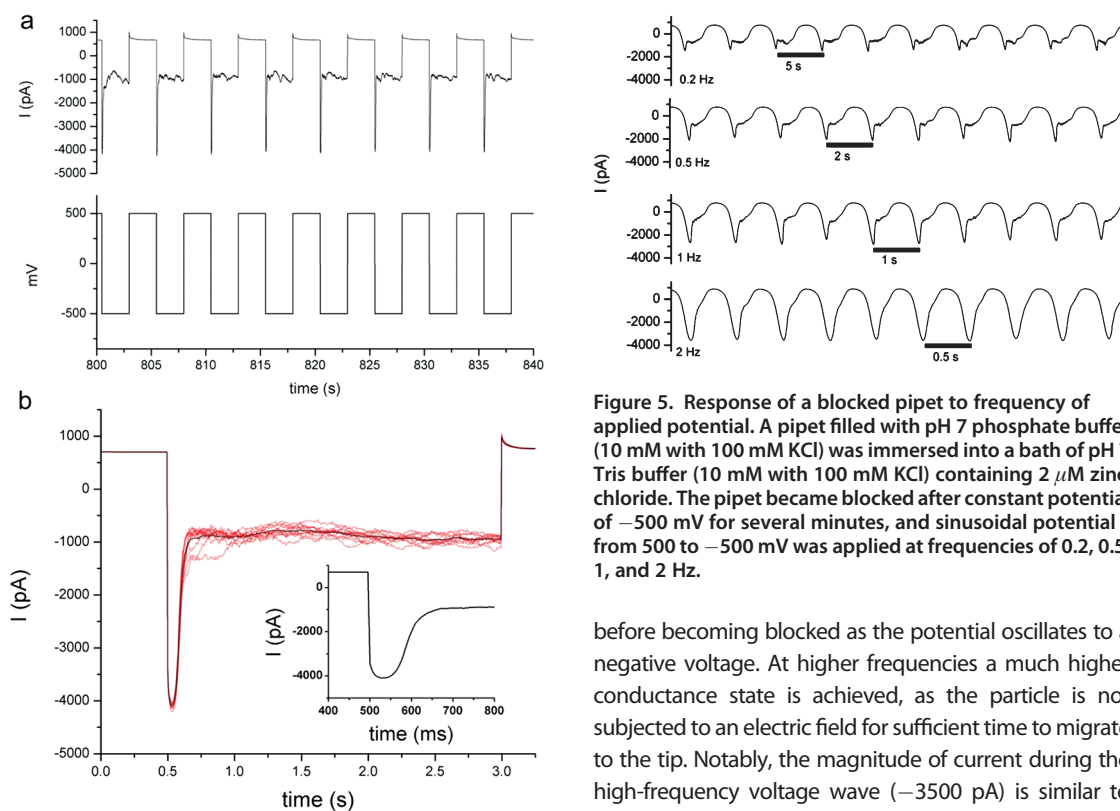 a
1000
0
-1000
-2000
-3000
-4000
-5000
I (pA)
500
0
-500
mV
800 805 810 815 820 825 830 835 840
time (s)
b
1000
0
-1000
-2000
-3000
-4000
-5000
I (pA)
0
-2000
-4000
I (pA)
400 500 600 700 800
time (ms)
0.0 0.5 1.0 1.5 2.0 2.5 3.0
time (s)
0
-2000
-4000
0.2 Hz
5 s
0
-2000
-4000
0.5 Hz
2 s
I (pA)
0
-2000
-4000
1 Hz
1 s
0
-2000
-4000
2 Hz
0.5 s
Figure 5. Response of a blocked pipet to frequency of
applied potential. A pipet filled with pH 7 phosphate buffe
(10 mM with 100 mM KCl) was immersed into a bath of pH
Tris buffer (10 mM with 100 mM KCl) containing 2 μM zin
chloride. The pipet became blocked after constant potentia
of −500 mV for several minutes, and sinusoidal potential
from 500 to −500 mV was applied at frequencies of 0.2, 0.5
1, and 2 Hz.
before becoming blocked as the potential oscillates to
negative voltage. At higher frequencies a much highe
conductance state is achieved, as the particle is no
subjected to an electric field for sufficient time to migrat
to the tip. Notably, the magnitude of current during the
high-frequency voltage wave (−3500 pA) is similar to